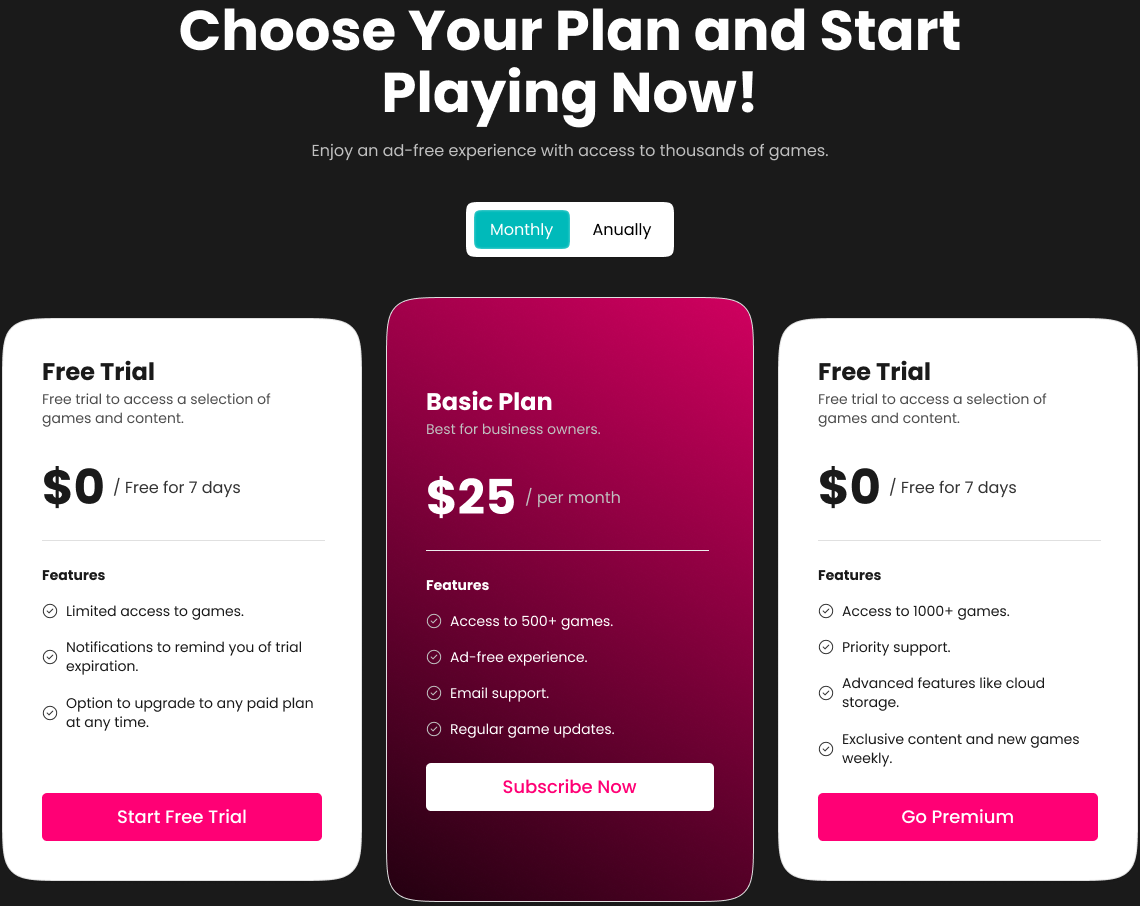 Choose Your Plan and Start
Playing Now!
Enjoy an ad-free experience with access to thousands of games.
Monthly
Anually
Free Trial
Free trial to access a selection of
games and content.
$0 / Free for 7 days
Features
Limited access to games.
Notifications to remind you of trial
expiration.
Option to upgrade to any paid plan
at any time.
Start Free Trial
Basic Plan
Best for business owners.
$25 / per month
Features
Access to 500+ games.
Ad-free experience.
Email support.
Regular game updates.
Subscribe Now
Free Trial
Free trial to access a selection of
games and content.
$0 / Free for 7 days
Features
Access to 1000+ games.
Priority support.
Advanced features like cloud
storage.
Exclusive content and new games
weekly.
Go Premium